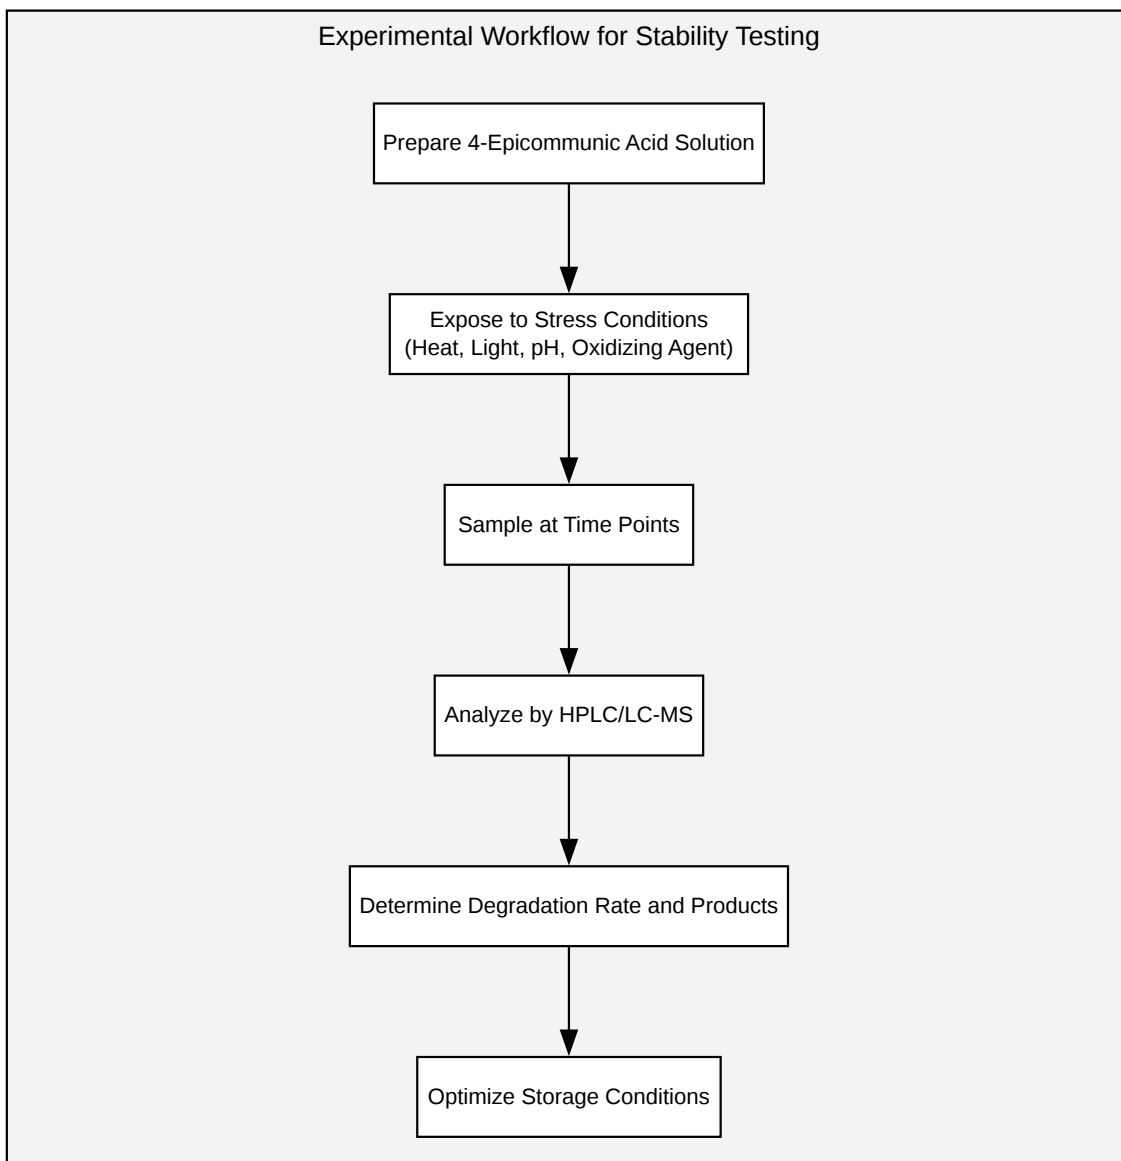 Experimental Workflow for Stability Testing
Prepare 4-Epicommunic Acid Solution
Expose to Stress Conditions
(Heat, Light, pH, Oxidizing Agent)
Sample at Time Points
Analyze by HPLC/LC-MS
Determine Degradation Rate and Products
Optimize Storage Conditions